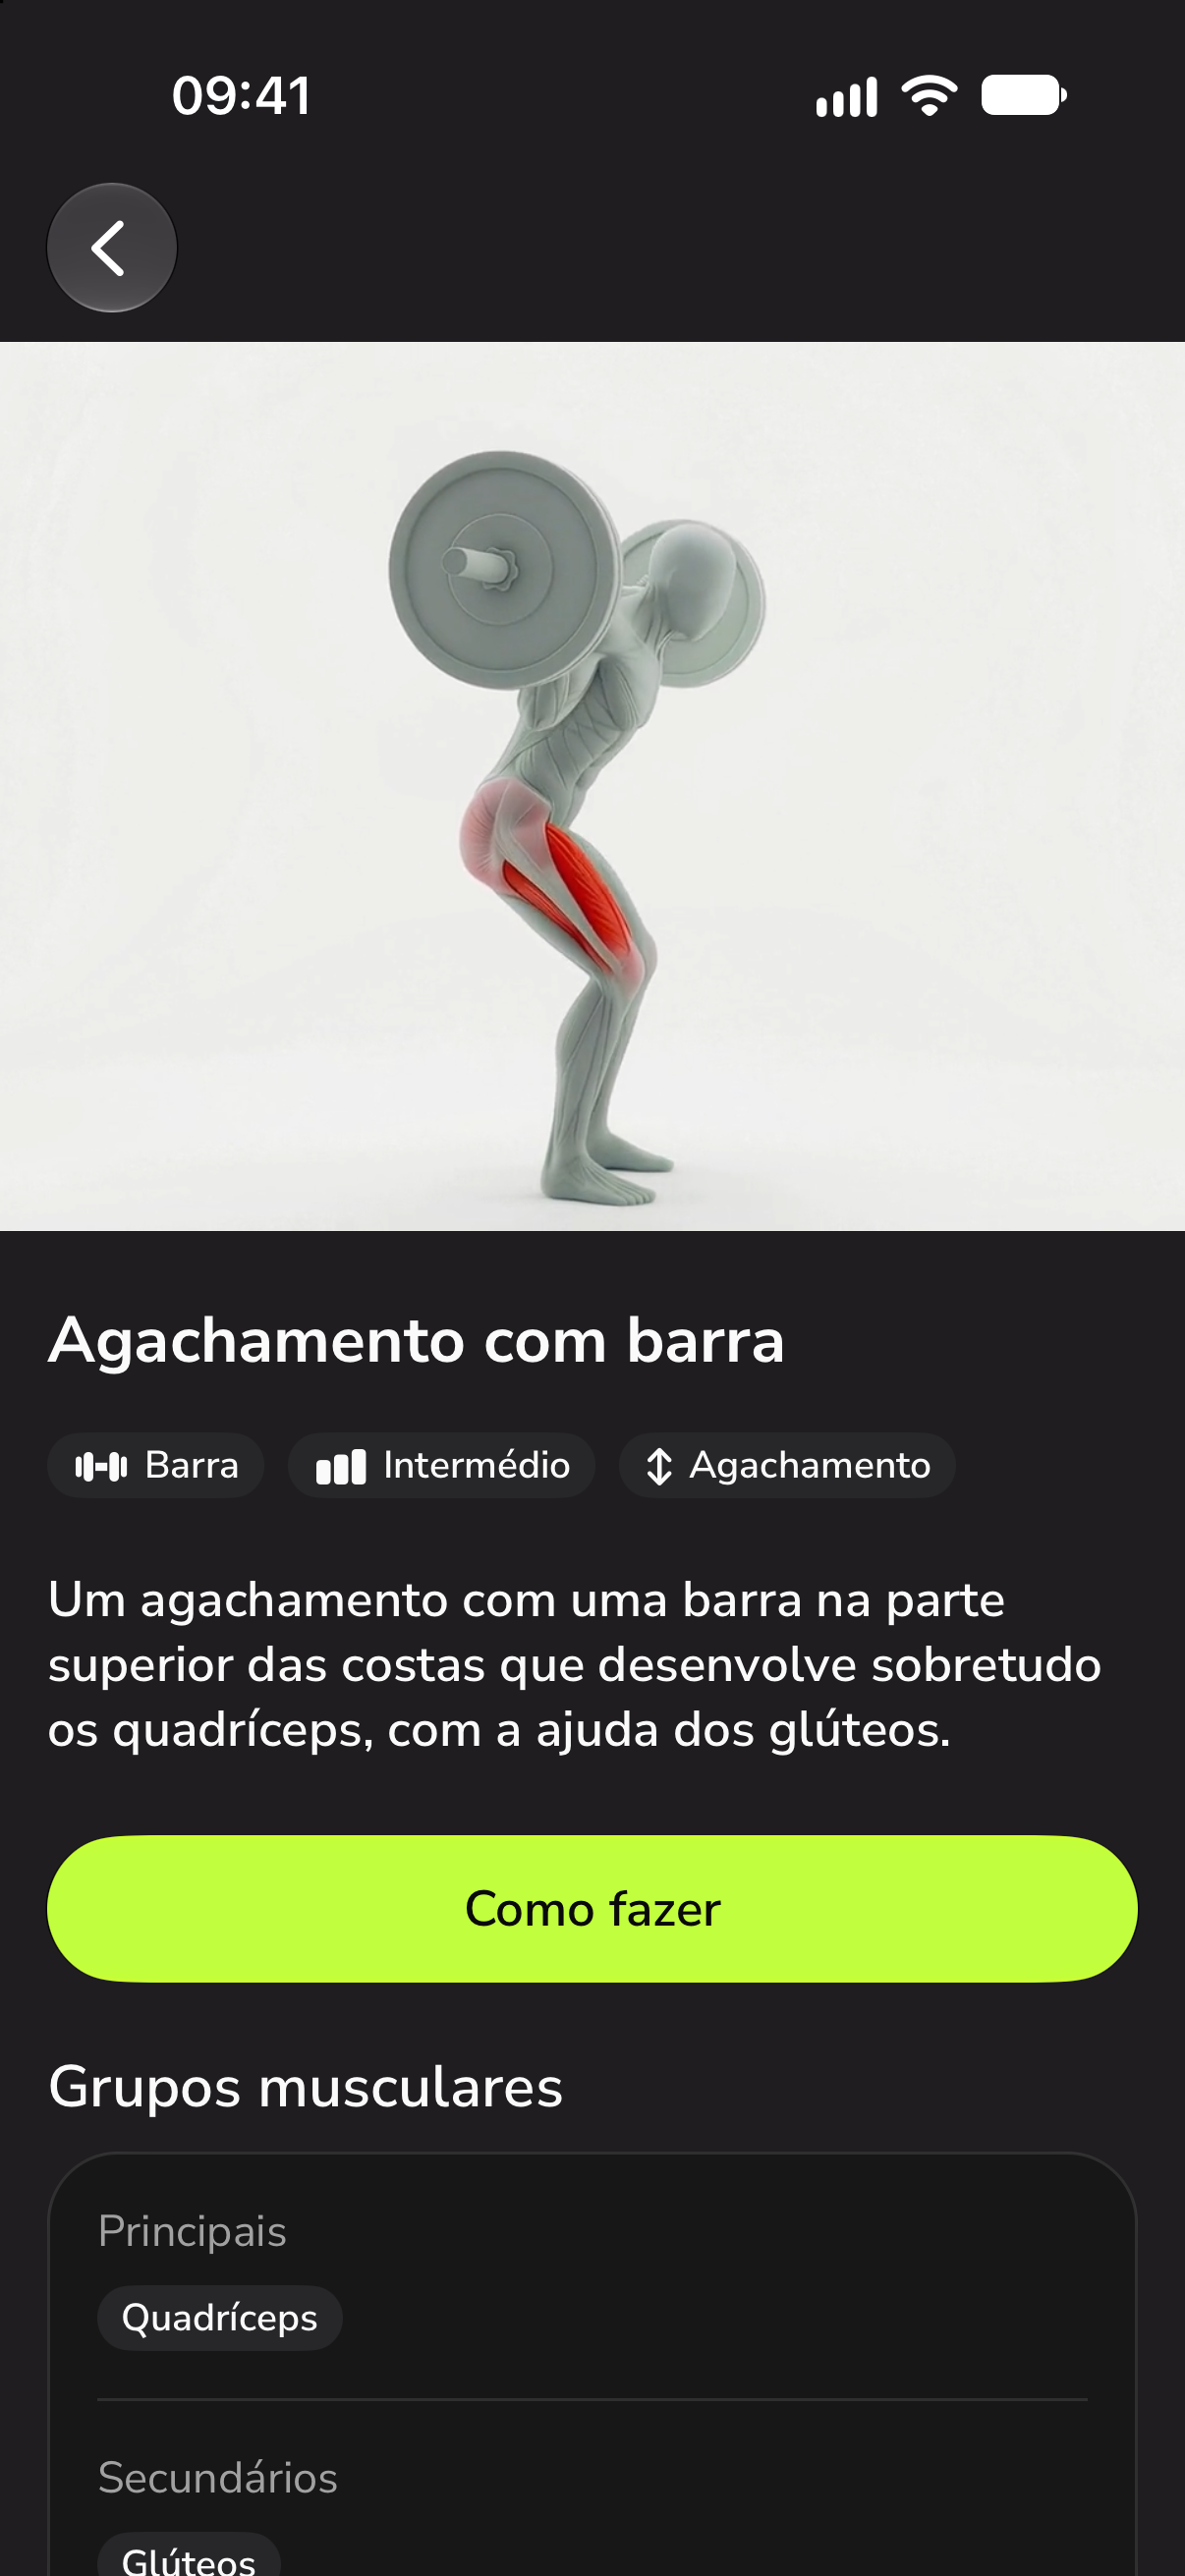 09:41
Agachamento com barra
Barra
Intermédio
Agachamento
Um agachamento com uma barra na parte
superior das costas que desenvolve sobretudo
os quadríceps, com a ajuda dos glúteos.
Como fazer
Grupos musculares
Principais
Quadríceps
Secundários
Glúteos